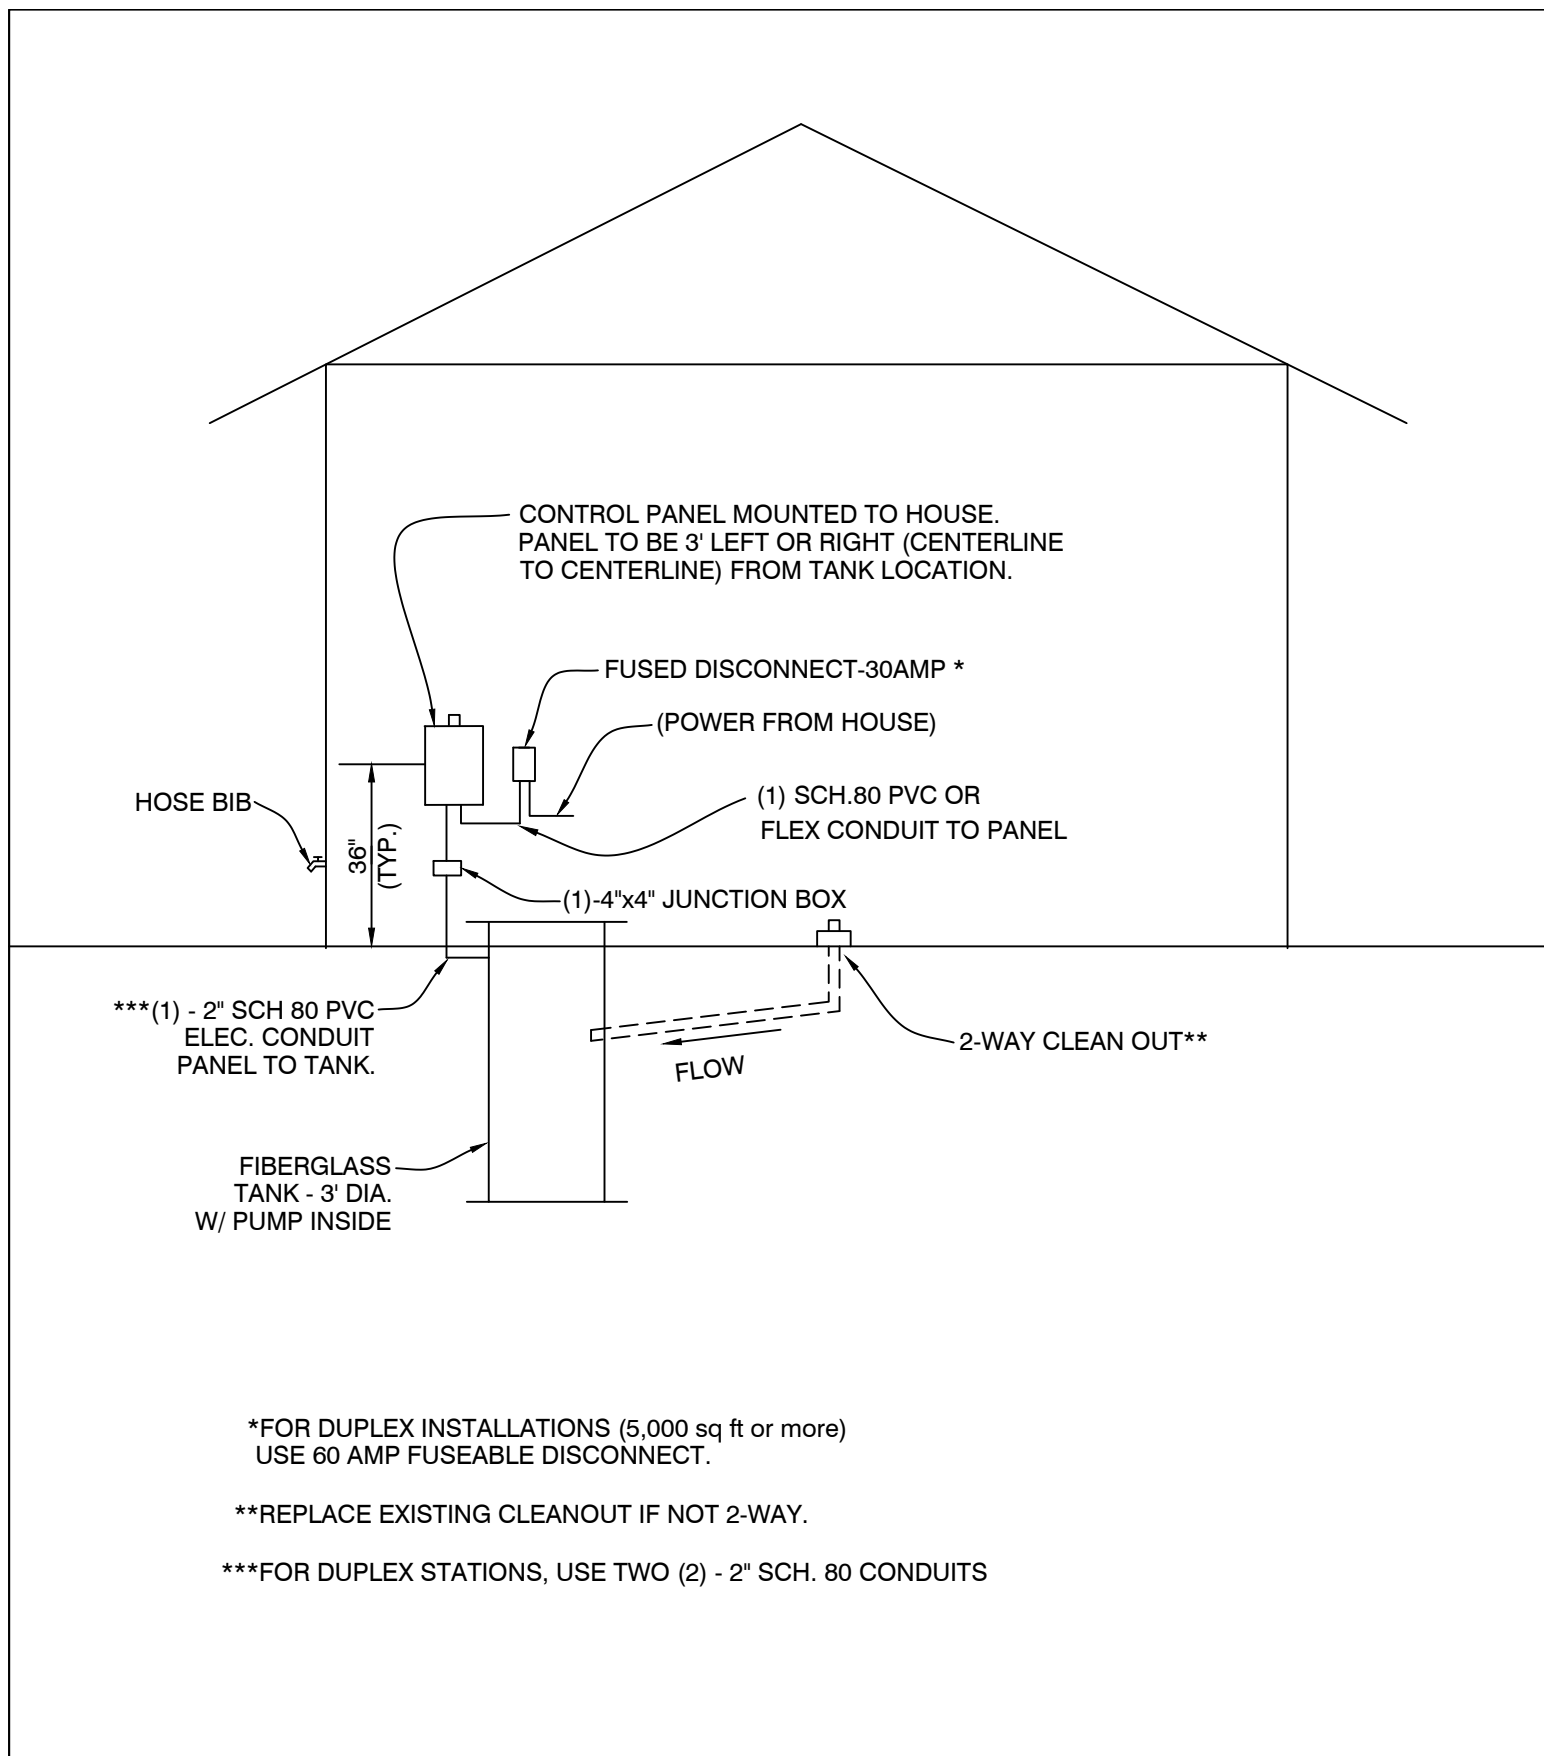 CONTROL PANEL MOUNTED TO HOUSE.
PANEL TO BE 3' LEFT OR RIGHT (CENTERLINE
TO CENTERLINE) FROM TANK LOCATION.
FUSED DISCONNECT-30AMP *
(POWER FROM HOUSE)
HOSE BIB
(1) SCH.80 PVC OR
FLEX CONDUIT TO PANEL
36"
(TYP.)
(1)-4"x4" JUNCTION BOX
***(1) - 2" SCH 80 PVC
ELEC. CONDUIT
PANEL TO TANK.
2-WAY CLEAN OUT**
FLOW
FIBERGLASS
TANK - 3' DIA.
W/ PUMP INSIDE
*FOR DUPLEX INSTALLATIONS (5,000 sq ft or more)
USE 60 AMP FUSEABLE DISCONNECT.
**REPLACE EXISTING CLEANOUT IF NOT 2-WAY.
***FOR DUPLEX STATIONS, USE TWO (2) - 2" SCH. 80 CONDUITS